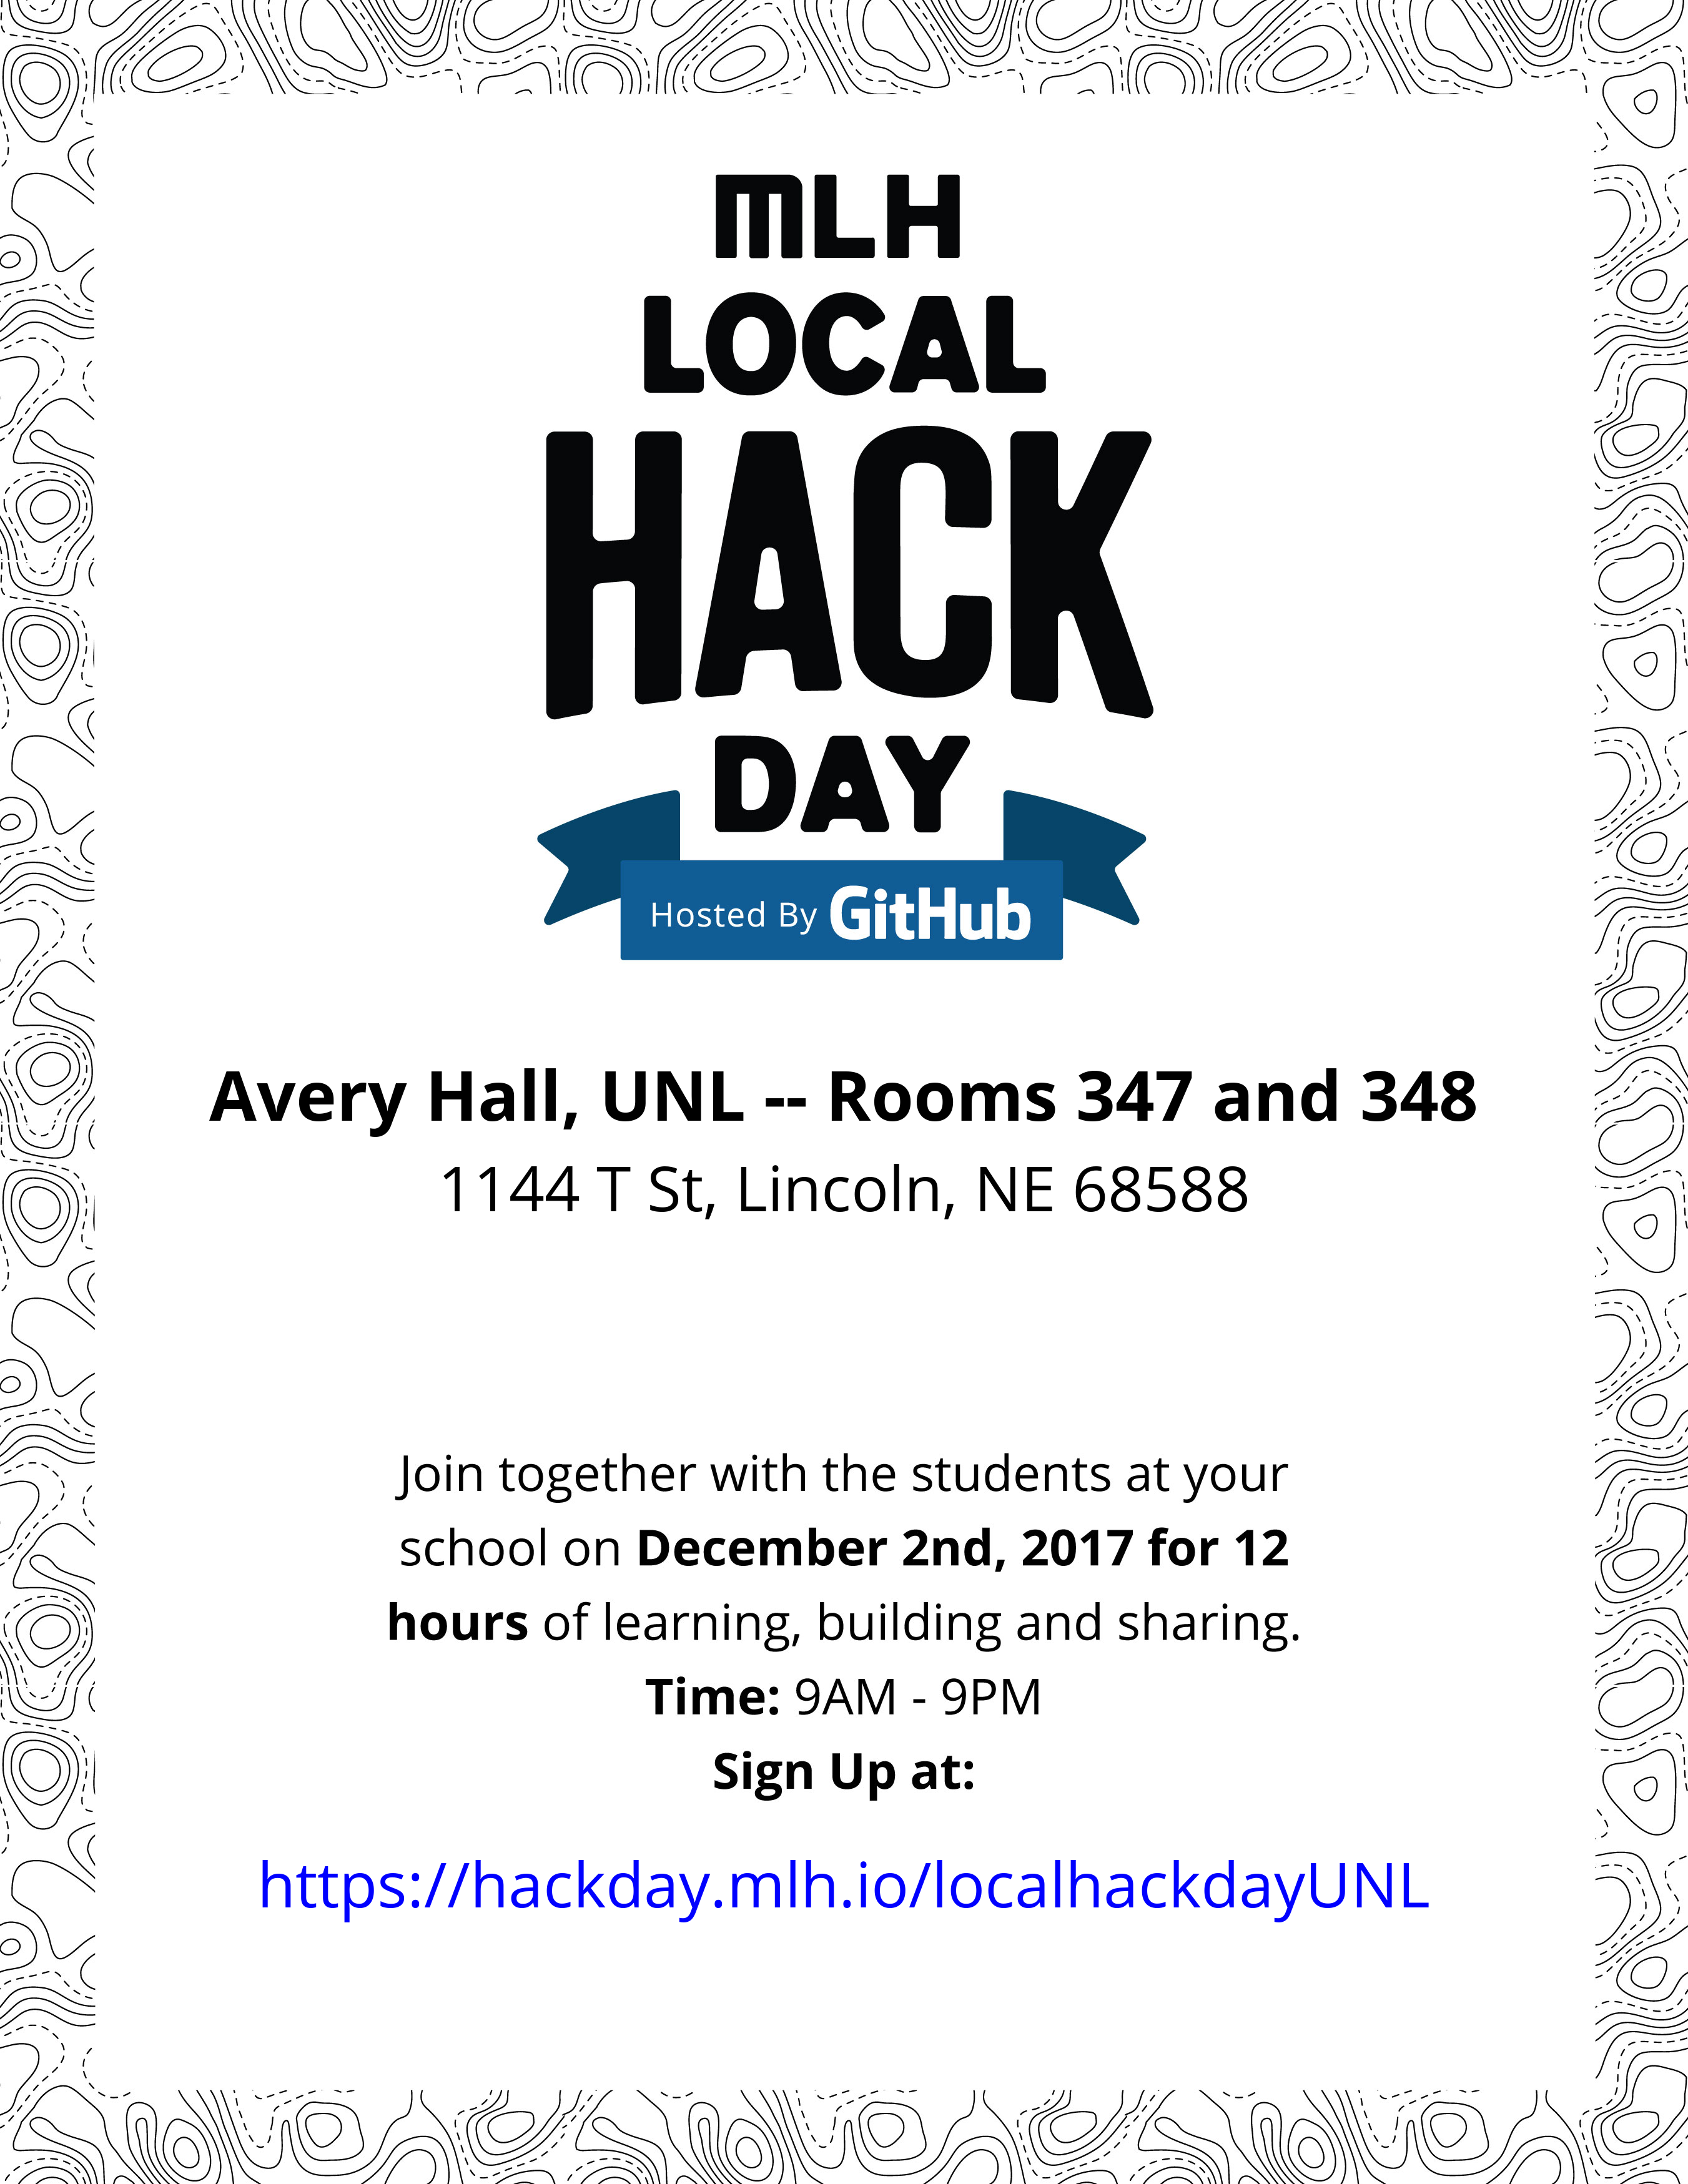 MLH
LOCAL
HACK
DAY
Hosted By GitHub
Avery Hall, UNL -- Rooms 347 and 348
1144 T St, Lincoln, NE 68588
Join together with the students at your
school on December 2nd, 2017 for 12
hours of learning, building and sharing.
Time: 9AM - 9PM
Sign Up at:
https://hackday.mlh.io/localhackdayUNL